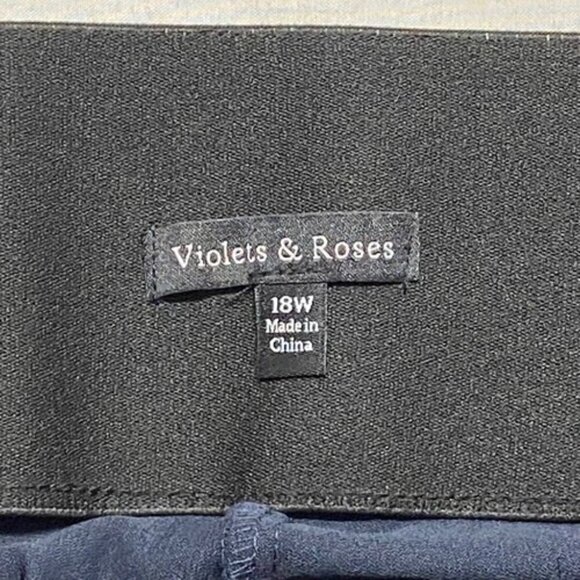 Violets & Roses
18W
Made in
China